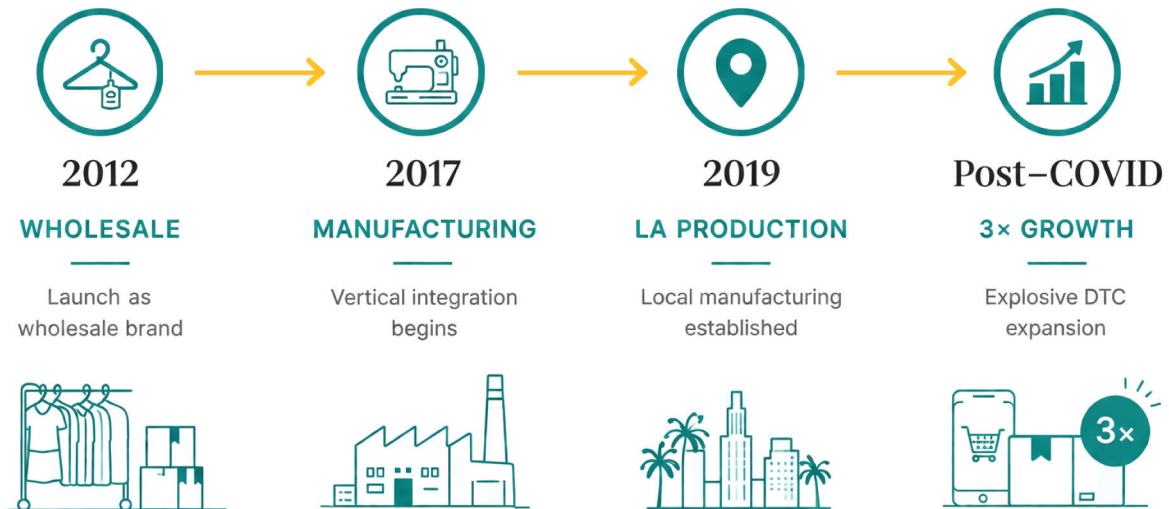 2012
WHOLESALE
Launch as
wholesale brand
2017
MANUFACTURING
Vertical integration
begins
2019
LA PRODUCTION
Local manufacturing
established
Post–COVID
3× GROWTH
Explosive DTC
expansion
3×